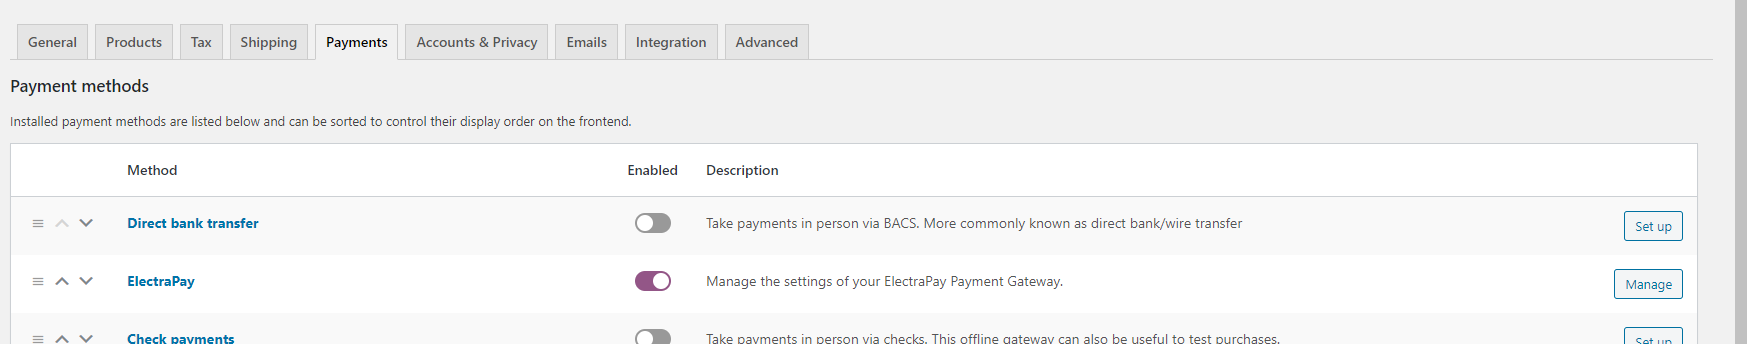 General Products Tax Shipping Payments Accounts & Privacy Emails Integration Advanced
Payment methods
Installed payment methods are listed below and can be sorted to control their display order on the frontend.
Method Enabled Description
Direct bank transfer Take payments in person via BACS. More commonly known as direct bank/wire transfer Set up
ElectraPay Manage the settings of your ElectraPay Payment Gateway. Manage
Check payments Take payments in person via checks. This offline gateway can also be useful to test purchases. Set up